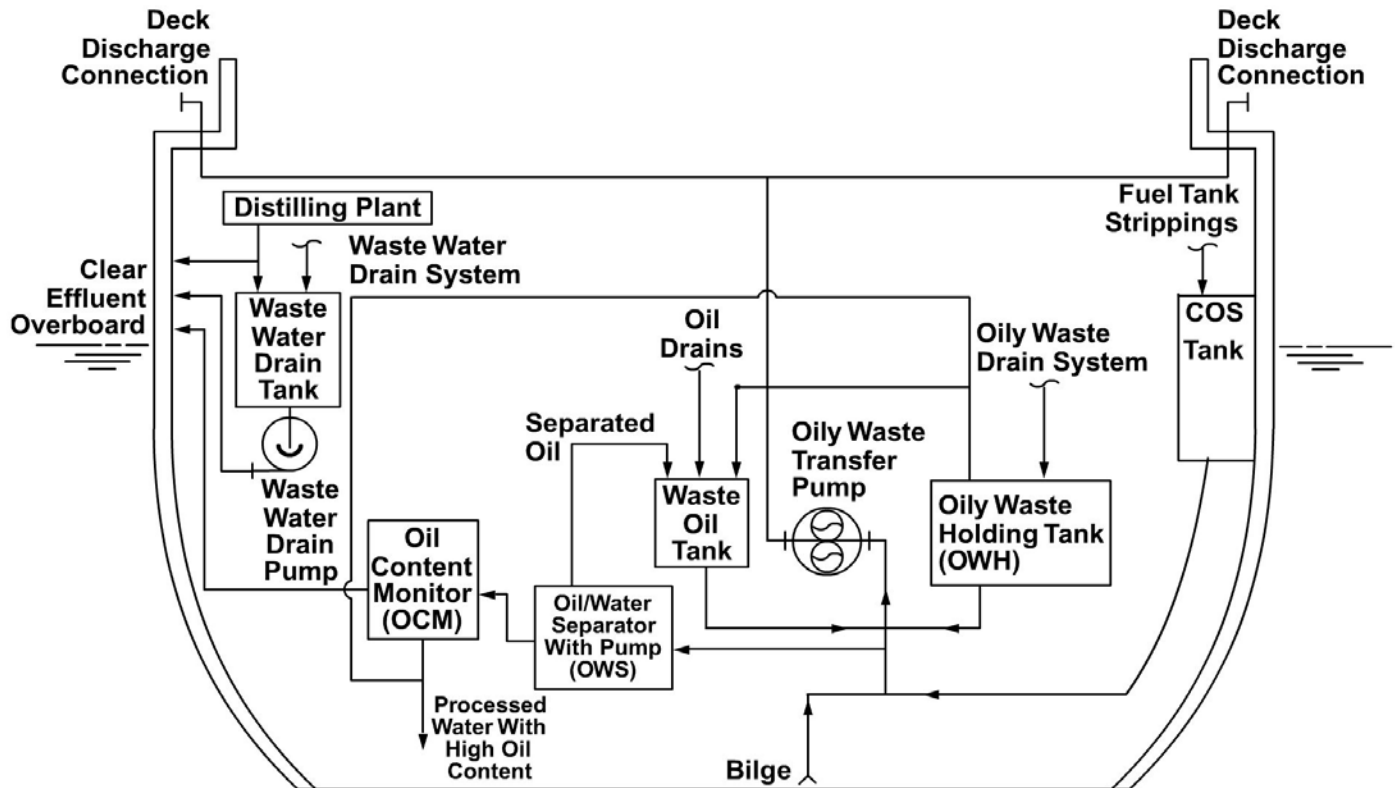 Deck
Discharge
Connection
Deck
Discharge
Connection
Distilling Plant
Fuel Tank
Strippings
Waste Water
Drain System
Clear
Effluent
Overboard
Waste
Water
Drain
Tank
COS
Tank
Oil
Drains
Oily Waste
Drain System
Separated
Oil
Oily Waste
Transfer
Pump
Waste
Water
Drain
Pump
Waste
Oil
Tank
Oily Waste
Holding Tank
(OWH)
Oil
Content
Monitor
(OCM)
Oil/Water
Separator
With Pump
(OWS)
Processed
Water With
High Oil
Content
Bilge